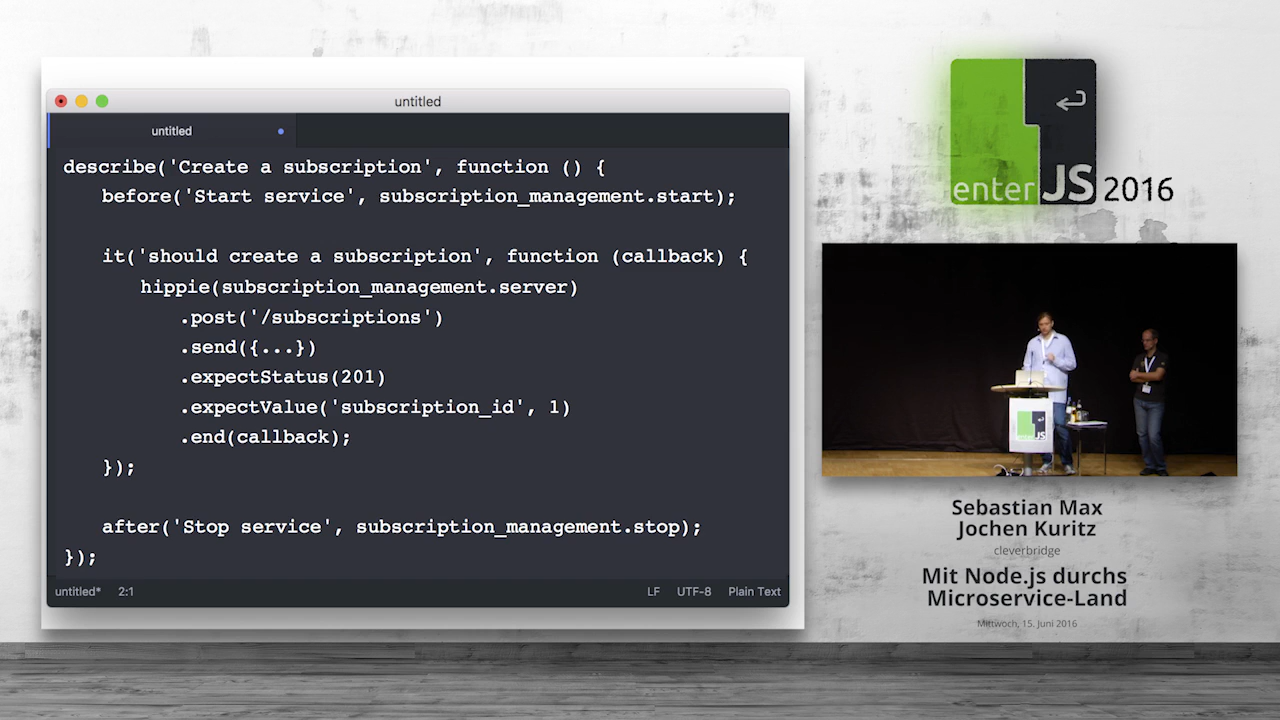 untitled
untitled
describe('Create a subscription', function () {
before('Start service', subscription_management.start);
it('should create a subscription', function (callback) {
hippie(subscription_management.server)
.post('/subscriptions')
.send({...})
.expectStatus(201)
.expectValue('subscription_id', 1)
.end(callback);
});
after('Stop service', subscription_management.stop);
});
untitled* 2:1 LF UTF-8 Plain Text
enterJS 2016
JS
Sebastian Max
Jochen Kuritz
cleverbridge
Mit Node.js durchs
Microservice-Land
Mittwoch, 15. Juni 2016